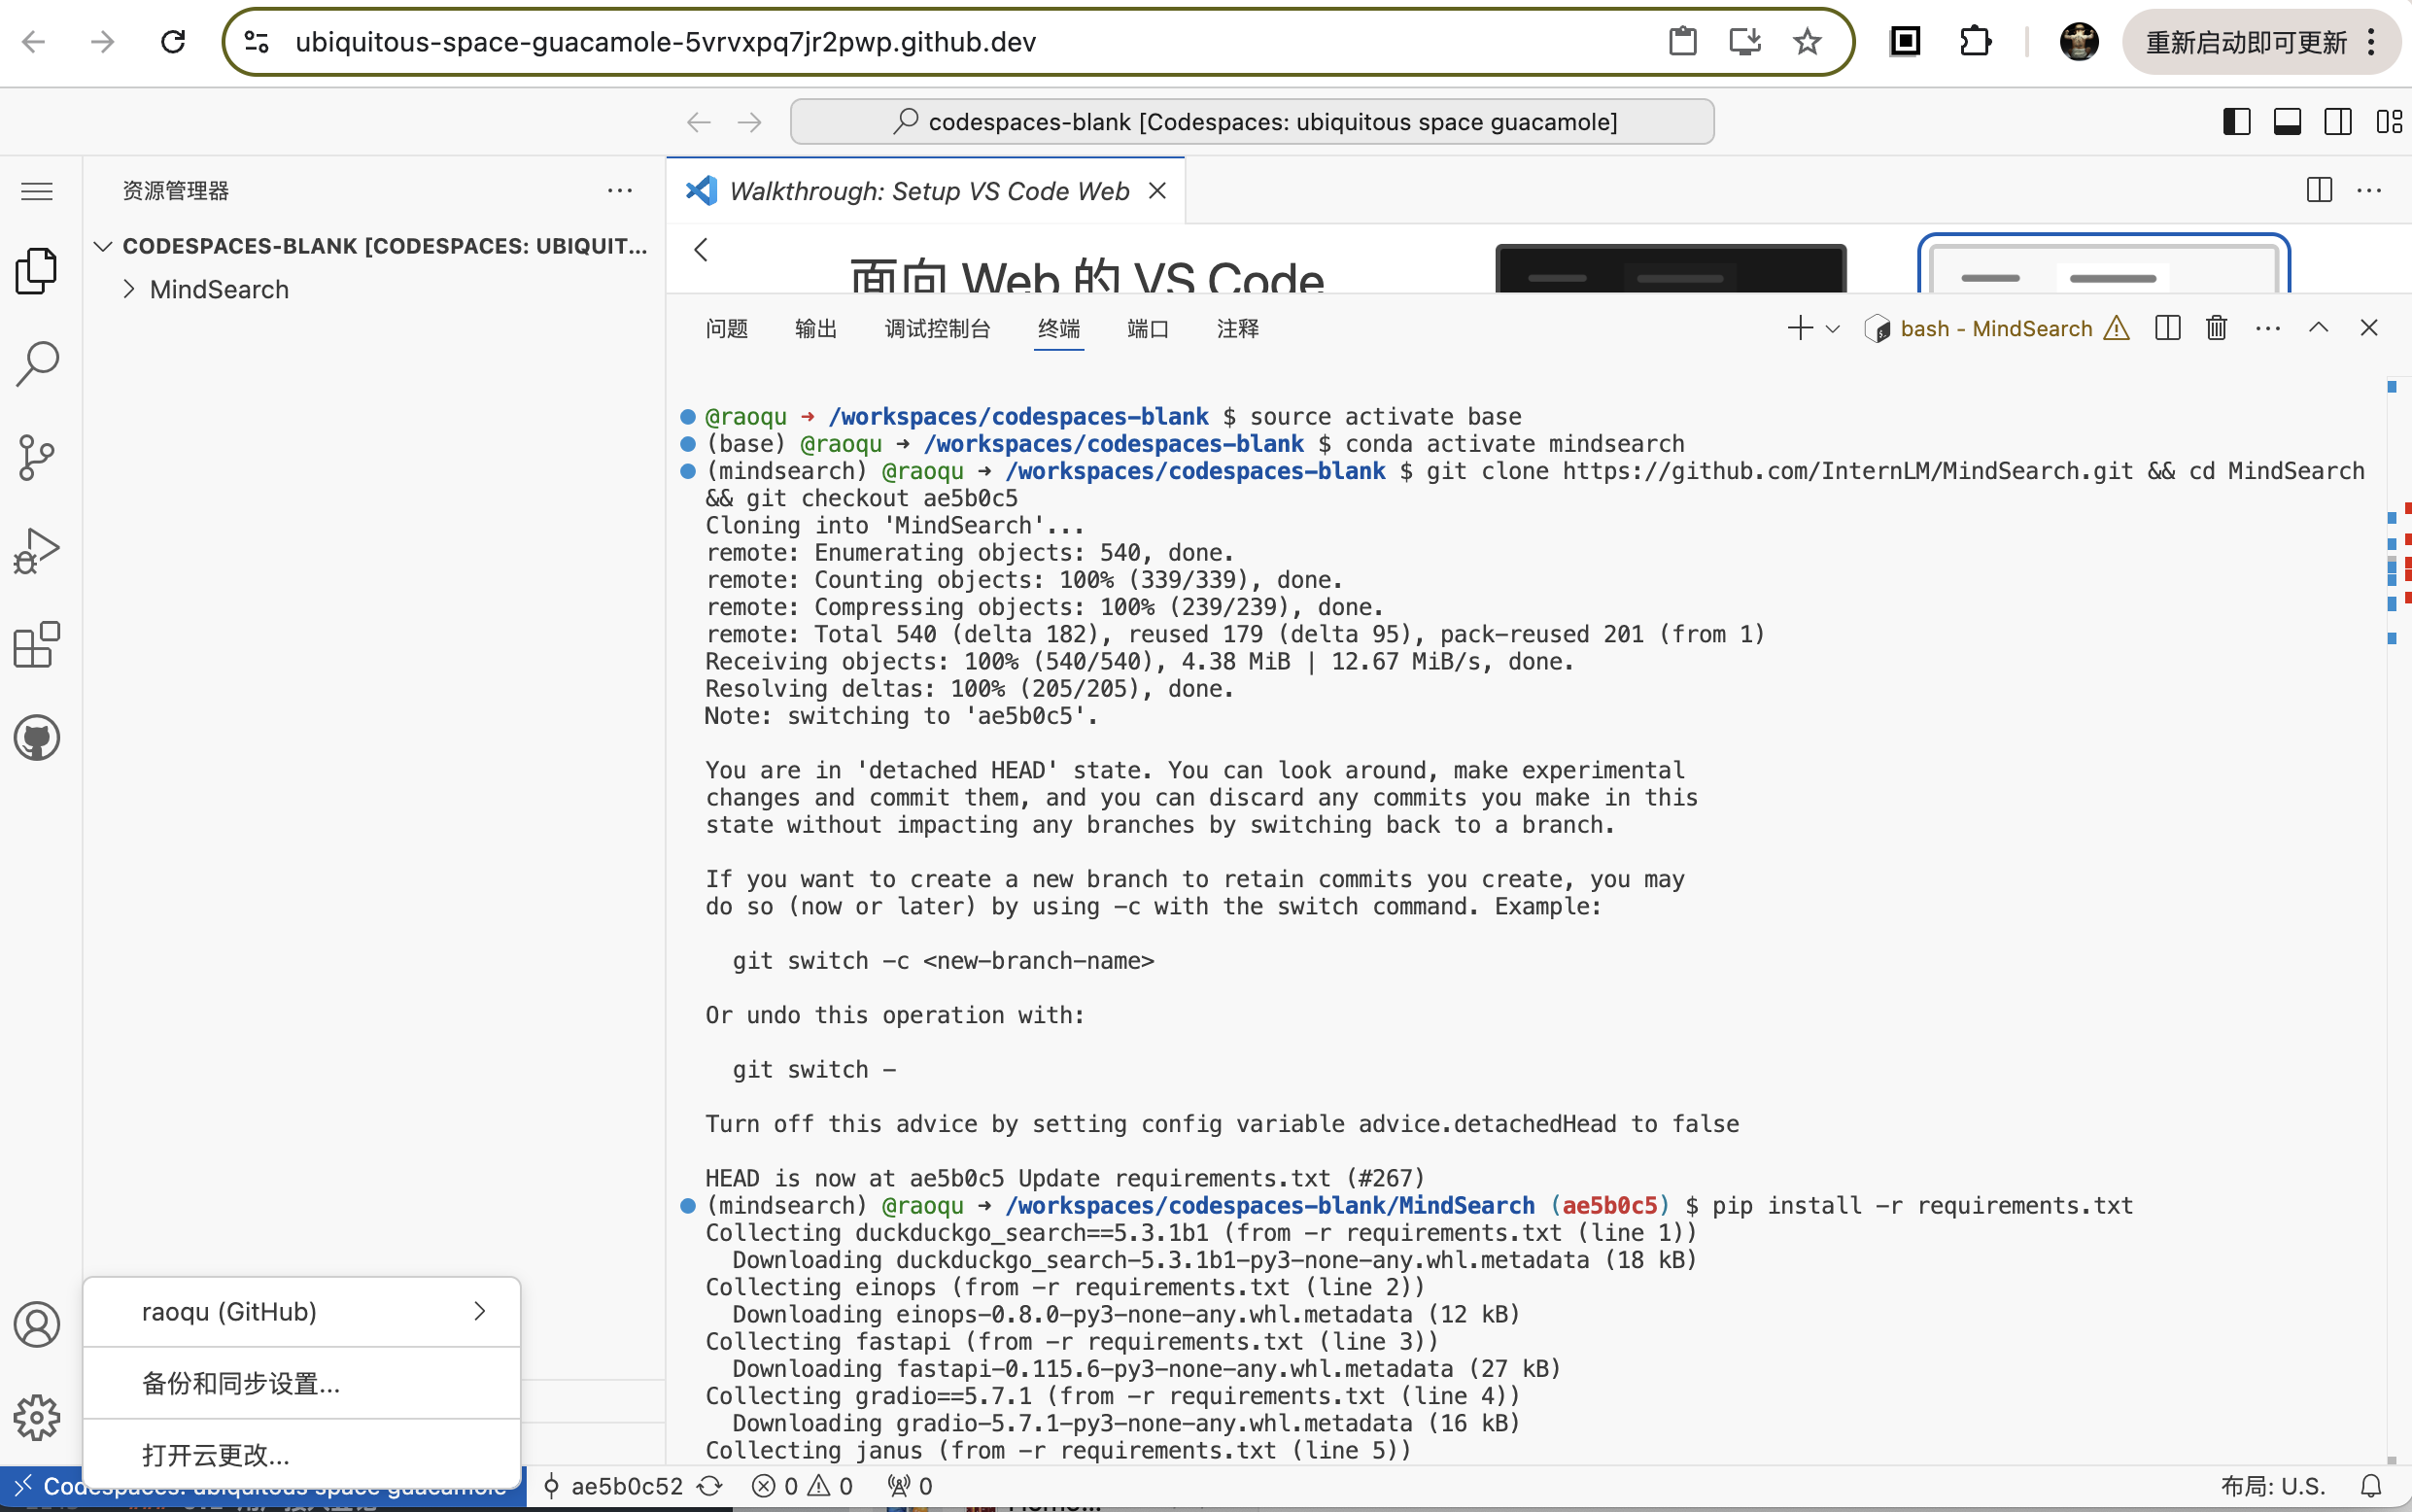 ubiquitous-space-guacamole-5vrvxpq7jr2pwp.github.dev
重新启动即可更新
codespaces-blank [Codespaces: ubiquitous space guacamole]
资源管理器
Walkthrough: Setup VS Code Web
CODESPACES-BLANK [CODESPACES: UBIQUIT...
MindSearch
面向 Web 的 VS Code
问题 输出 调试控制台 终端 端口 注释
bash - MindSearch
@raoqu ➜ /workspaces/codespaces-blank $ source activate base
(base) @raoqu ➜ /workspaces/codespaces-blank $ conda activate mindsearch
(mindsearch) @raoqu ➜ /workspaces/codespaces-blank $ git clone https://github.com/InternLM/MindSearch.git && cd MindSearch
&& git checkout ae5b0c5
Cloning into 'MindSearch'...
remote: Enumerating objects: 540, done.
remote: Counting objects: 100% (339/339), done.
remote: Compressing objects: 100% (239/239), done.
remote: Total 540 (delta 182), reused 179 (delta 95), pack-reused 201 (from 1)
Receiving objects: 100% (540/540), 4.38 MiB | 12.67 MiB/s, done.
Resolving deltas: 100% (205/205), done.
Note: switching to 'ae5b0c5'.
You are in 'detached HEAD' state. You can look around, make experimental
changes and commit them, and you can discard any commits you make in this
state without impacting any branches by switching back to a branch.
If you want to create a new branch to retain commits you create, you may
do so (now or later) by using -c with the switch command. Example:
git switch -c <new-branch-name>
Or undo this operation with:
git switch -
Turn off this advice by setting config variable advice.detachedHead to false
HEAD is now at ae5b0c5 Update requirements.txt (#267)
(mindsearch) @raoqu ➜ /workspaces/codespaces-blank/MindSearch (ae5b0c5) $ pip install -r requirements.txt
Collecting duckduckgo_search==5.3.1b1 (from -r requirements.txt (line 1))
Downloading duckduckgo_search-5.3.1b1-py3-none-any.whl.metadata (18 kB)
Collecting einops (from -r requirements.txt (line 2))
Downloading einops-0.8.0-py3-none-any.whl.metadata (12 kB)
Collecting fastapi (from -r requirements.txt (line 3))
Downloading fastapi-0.115.6-py3-none-any.whl.metadata (27 kB)
Collecting gradio==5.7.1 (from -r requirements.txt (line 4))
Downloading gradio-5.7.1-py3-none-any.whl.metadata (16 kB)
Collecting janus (from -r requirements.txt (line 5))
raoqu (GitHub)
备份和同步设置...
打开云更改...
Codespaces: ubiquitous space guacamole
ae5b0c52 0 0 0
布局: U.S.